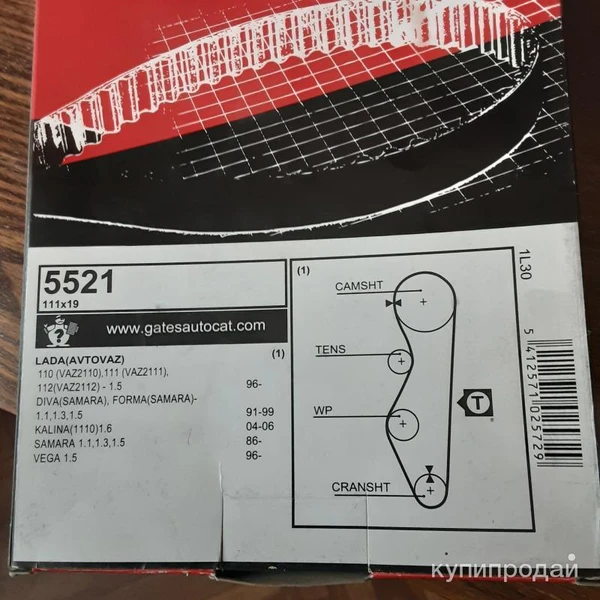 5521
111x19
www.gatesautocat.com
LADA(AVTOVAZ) (1)
110 (VAZ2110),111 (VAZ2111),
112(VAZ2112) - 1.5 96-
DIVA(SAMARA), FORMA(SAMARA)-
1.1,1.3,1.5 91-99
KALINA(1110)1.6 04-06
SAMARA 1.1,1.3,1.5 86-
VEGA 1.5 96-
(1)
CAMSHT
TENS
WP
CRANSHT
T
1L30
5 412571 025729
купипродай